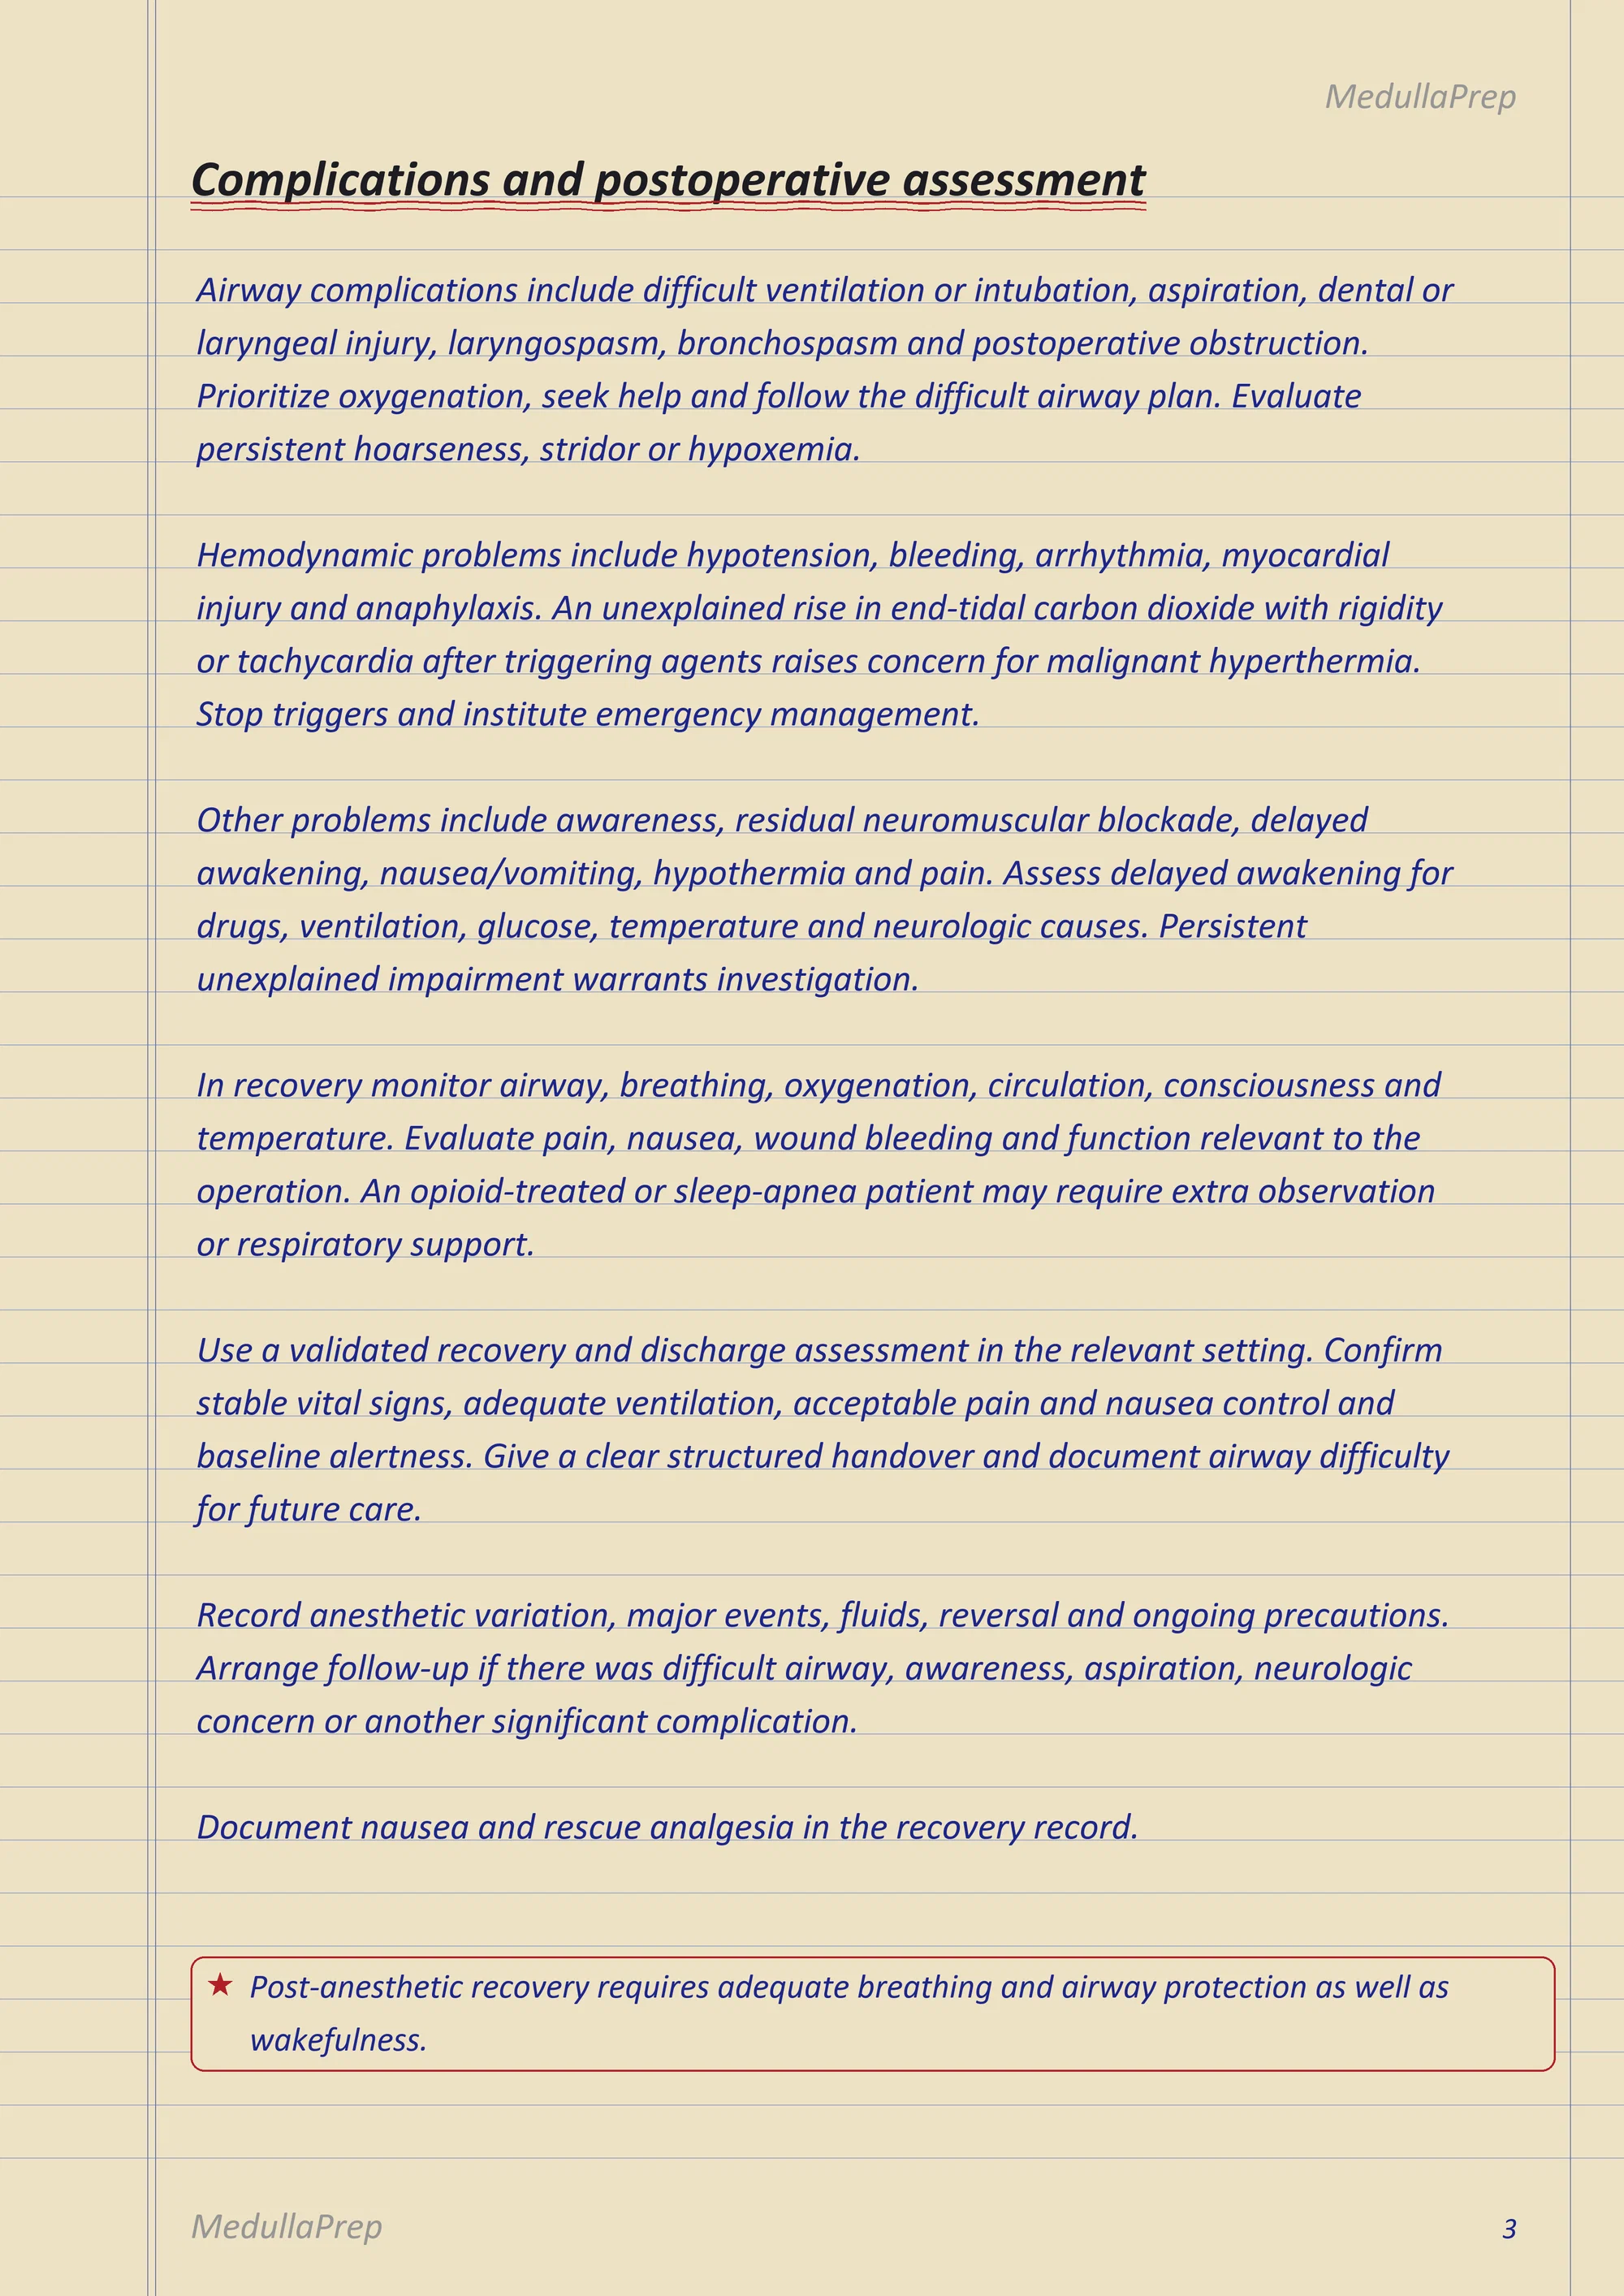 MedullaPrep
Complications and postoperative assessment
Airway complications include difficult ventilation or intubation, aspiration, dental or
laryngeal injury, laryngospasm, bronchospasm and postoperative obstruction.
Prioritize oxygenation, seek help and follow the difficult airway plan. Evaluate
persistent hoarseness, stridor or hypoxemia.
Hemodynamic problems include hypotension, bleeding, arrhythmia, myocardial
injury and anaphylaxis. An unexplained rise in end-tidal carbon dioxide with rigidity
or tachycardia after triggering agents raises concern for malignant hyperthermia.
Stop triggers and institute emergency management.
Other problems include awareness, residual neuromuscular blockade, delayed
awakening, nausea/vomiting, hypothermia and pain. Assess delayed awakening for
drugs, ventilation, glucose, temperature and neurologic causes. Persistent
unexplained impairment warrants investigation.
In recovery monitor airway, breathing, oxygenation, circulation, consciousness and
temperature. Evaluate pain, nausea, wound bleeding and function relevant to the
operation. An opioid-treated or sleep-apnea patient may require extra observation
or respiratory support.
Use a validated recovery and discharge assessment in the relevant setting. Confirm
stable vital signs, adequate ventilation, acceptable pain and nausea control and
baseline alertness. Give a clear structured handover and document airway difficulty
for future care.
Record anesthetic variation, major events, fluids, reversal and ongoing precautions.
Arrange follow-up if there was difficult airway, awareness, aspiration, neurologic
concern or another significant complication.
Document nausea and rescue analgesia in the recovery record.
★ Post-anesthetic recovery requires adequate breathing and airway protection as well as
wakefulness.
MedullaPrep
3